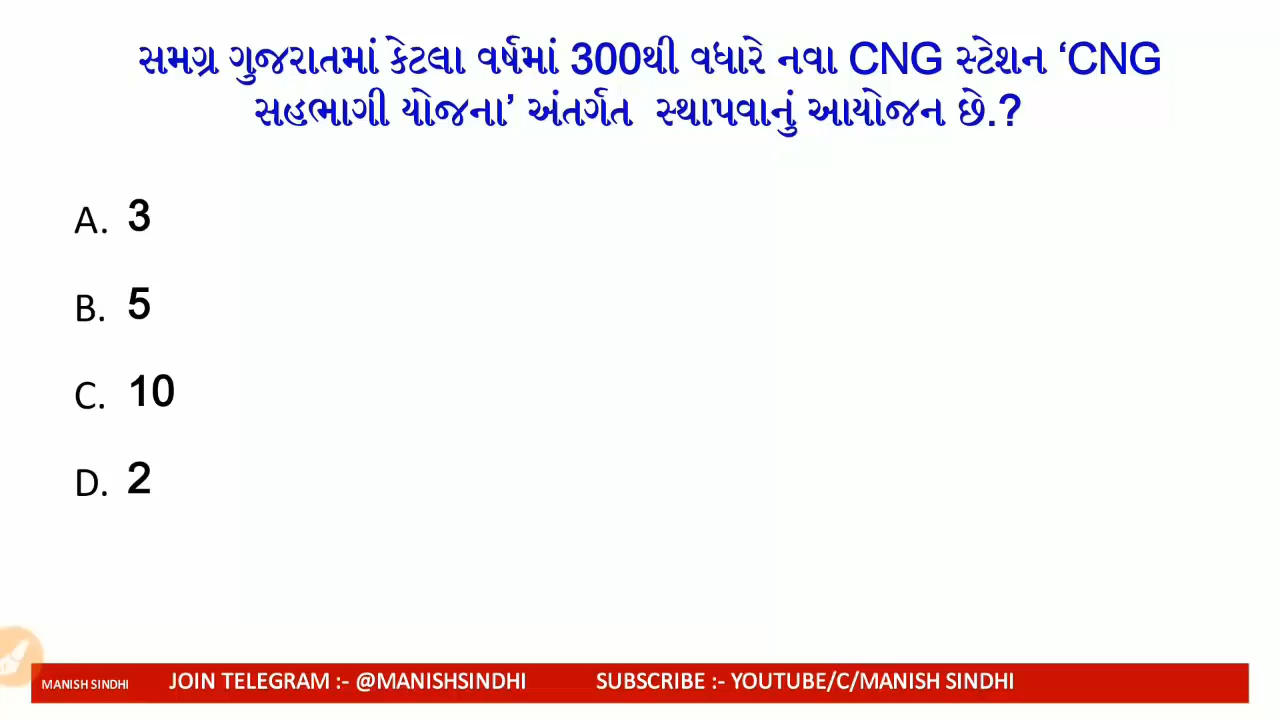 સમગ્ર ગુજરાતમાં કેટલા વર્ષમાં 300થી વધારે નવા CNG સ્ટેશન ‘CNG
સહભાગી યોજના’ અંતર્ગત  સ્થાપવાનું આયોજન છે.?
A. 3
B. 5
C. 10
D. 2
MANISH SINDHI JOIN TELEGRAM :- @MANISHSINDHI SUBSCRIBE :- YOUTUBE/C/MANISH SINDHI